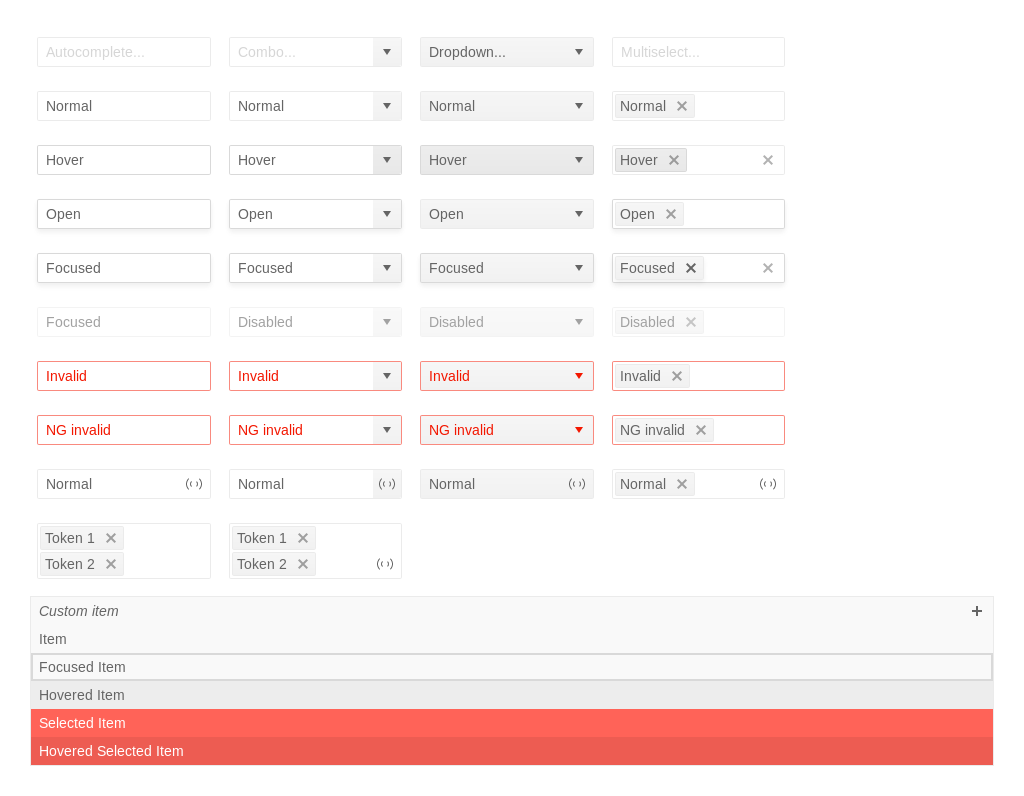 Autocomplete... Combo... Dropdown... Multiselect...
Normal Normal Normal Normal
Hover Hover Hover Hover
Open Open Open Open
Focused Focused Focused Focused
Focused Disabled Disabled Disabled
Invalid Invalid Invalid Invalid
NG invalid NG invalid NG invalid NG invalid
Normal Normal Normal Normal
Token 1 Token 1
Token 2 Token 2
Custom item
Item
Focused Item
Hovered Item
Selected Item
Hovered Selected Item